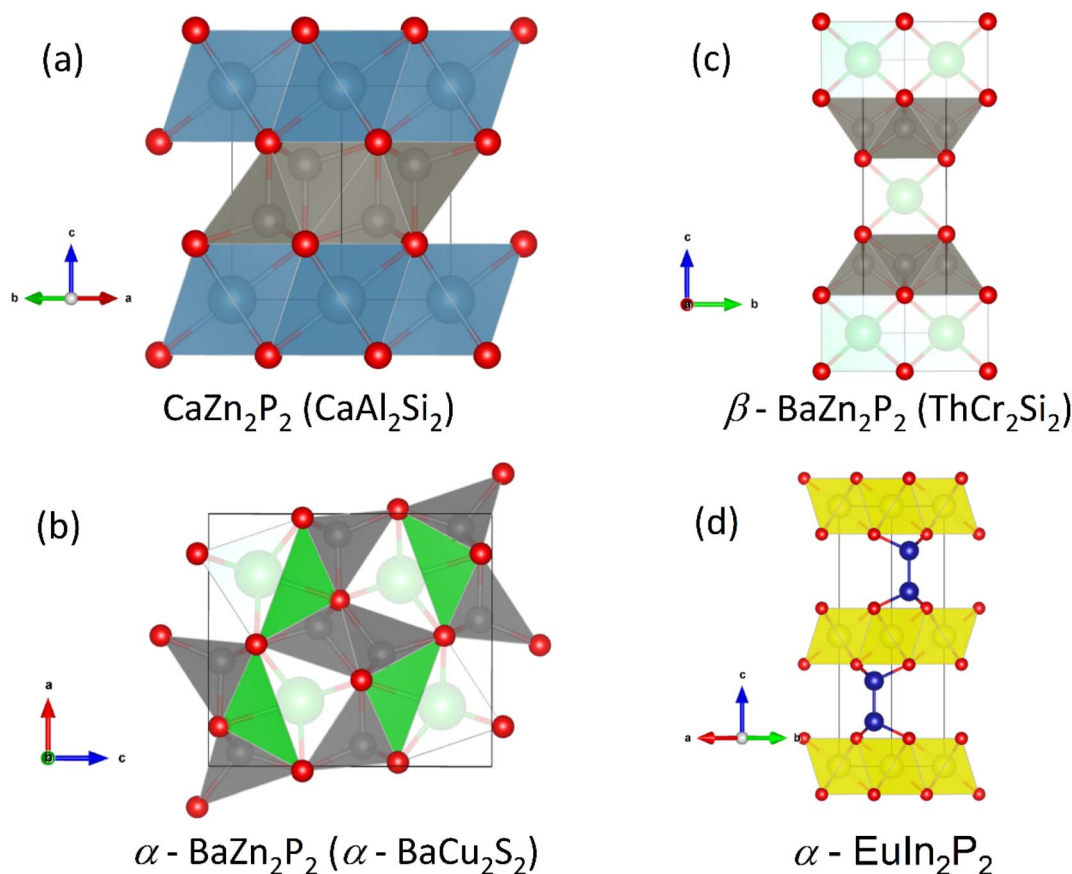 (a)
c
b
a
CaZn₂P₂ (CaAl₂Si₂)
(c)
c
a
b
β - BaZn₂P₂ (ThCr₂Si₂)
(b)
a
b
c
α - BaZn₂P₂ (α - BaCu₂S₂)
(d)
c
a
b
α - EuIn₂P₂